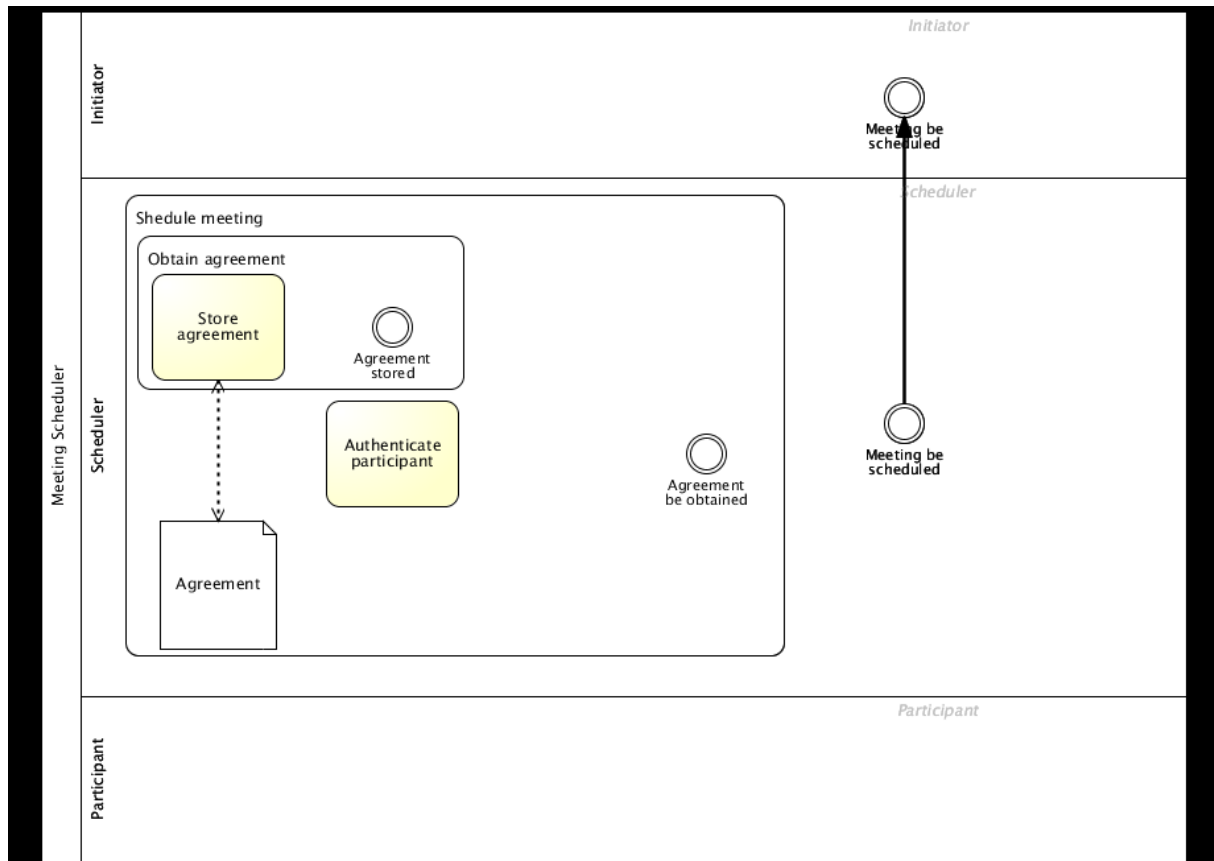 Meeting Scheduler
Initiator
Initiator
Meeting be
scheduled
Scheduler
Scheduler
Shedule meeting
Obtain agreement
Store
agreement
Agreement
stored
Authenticate
participant
Agreement
be obtained
Meeting be
scheduled
Agreement
Participant
Participant